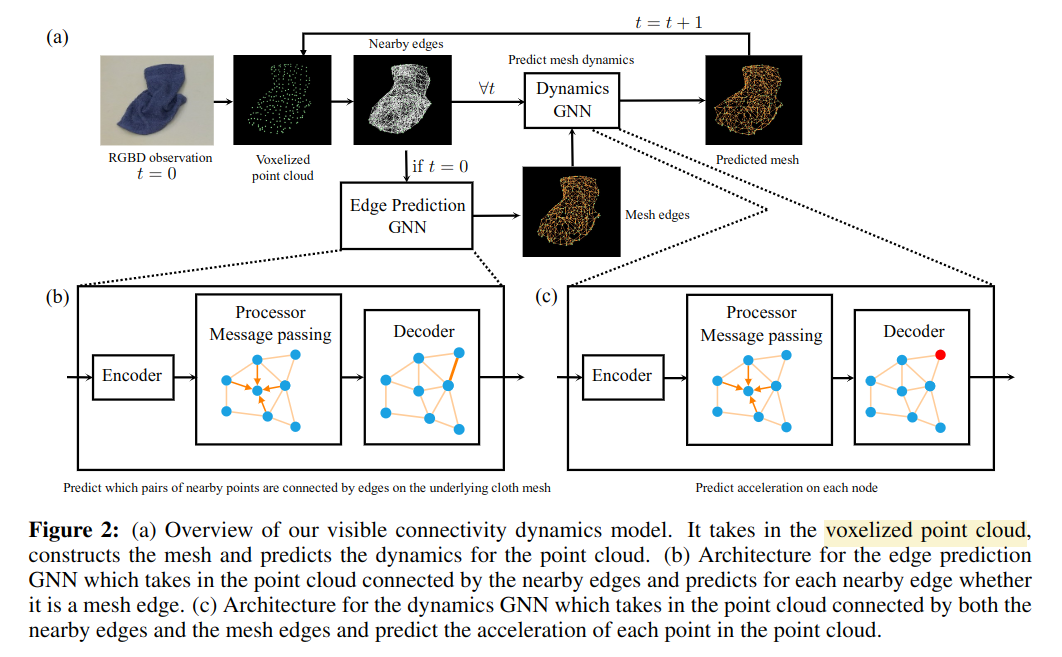 (a)
t = t + 1
Nearby edges
Predict mesh dynamics
∀t
Dynamics
GNN
RGBD observation
t = 0
Voxelized
point cloud
if t = 0
Predicted mesh
Edge Prediction
GNN
Mesh edges
(b)
Processor
Message passing
Decoder
Encoder
(c)
Processor
Message passing
Decoder
Encoder
Predict which pairs of nearby points are connected by edges on the underlying cloth mesh
Predict acceleration on each node
Figure 2: (a) Overview of our visible connectivity dynamics model. It takes in the voxelized point cloud,
constructs the mesh and predicts the dynamics for the point cloud. (b) Architecture for the edge prediction
GNN which takes in the point cloud connected by the nearby edges and predicts for each nearby edge whether
it is a mesh edge. (c) Architecture for the dynamics GNN which takes in the point cloud connected by both the
nearby edges and the mesh edges and predict the acceleration of each point in the point cloud.